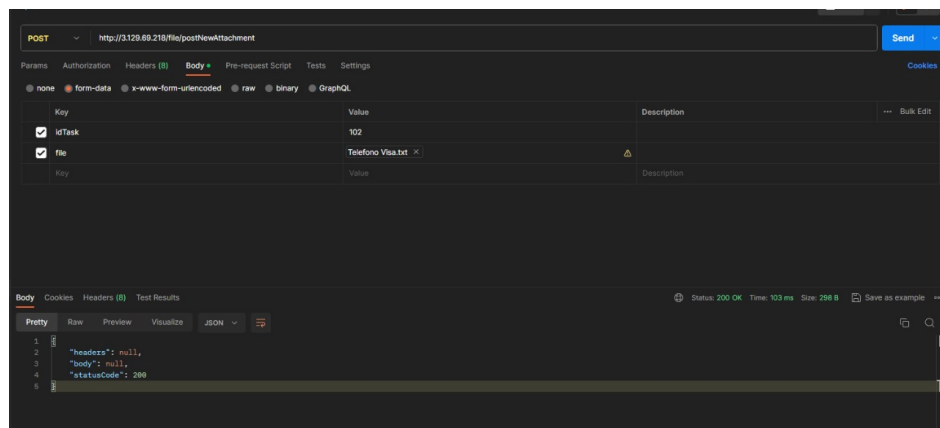 POST http://3.129.69.218/file/postNewAttachment Send
Params Authorization Headers (8) Body Pre-request Script Tests Settings Cookies
none form-data x-www-form-urlencoded raw binary GraphQL
Key Value Description ••• Bulk Edit
idTask 102
file Telefono Visa.txt ×
Key Value Description
Body Cookies Headers (8) Test Results Status: 200 OK Time: 103 ms Size: 298 B Save as example
Pretty Raw Preview Visualize JSON
1 {
2 "headers": null,
3 "body": null,
4 "statusCode": 200
5 }